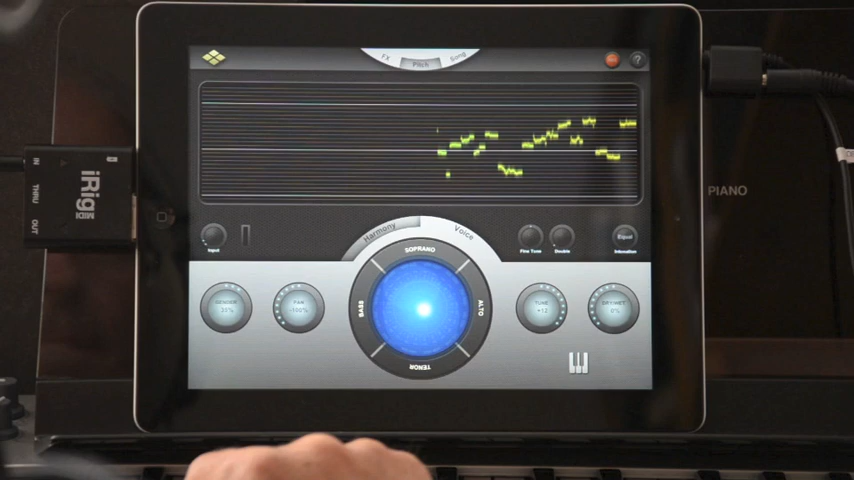 FX
Pitch
Song
?
IN
THRU
OUT
iRig
MIDI
PIANO
Input
Harmony
Voice
Fine Tune
Double
Equal
Intonation
SOPRANO
BASS
ALTO
TENOR
GENDER
PAN
-100%
TUNE
+12
DRY/WET
0%